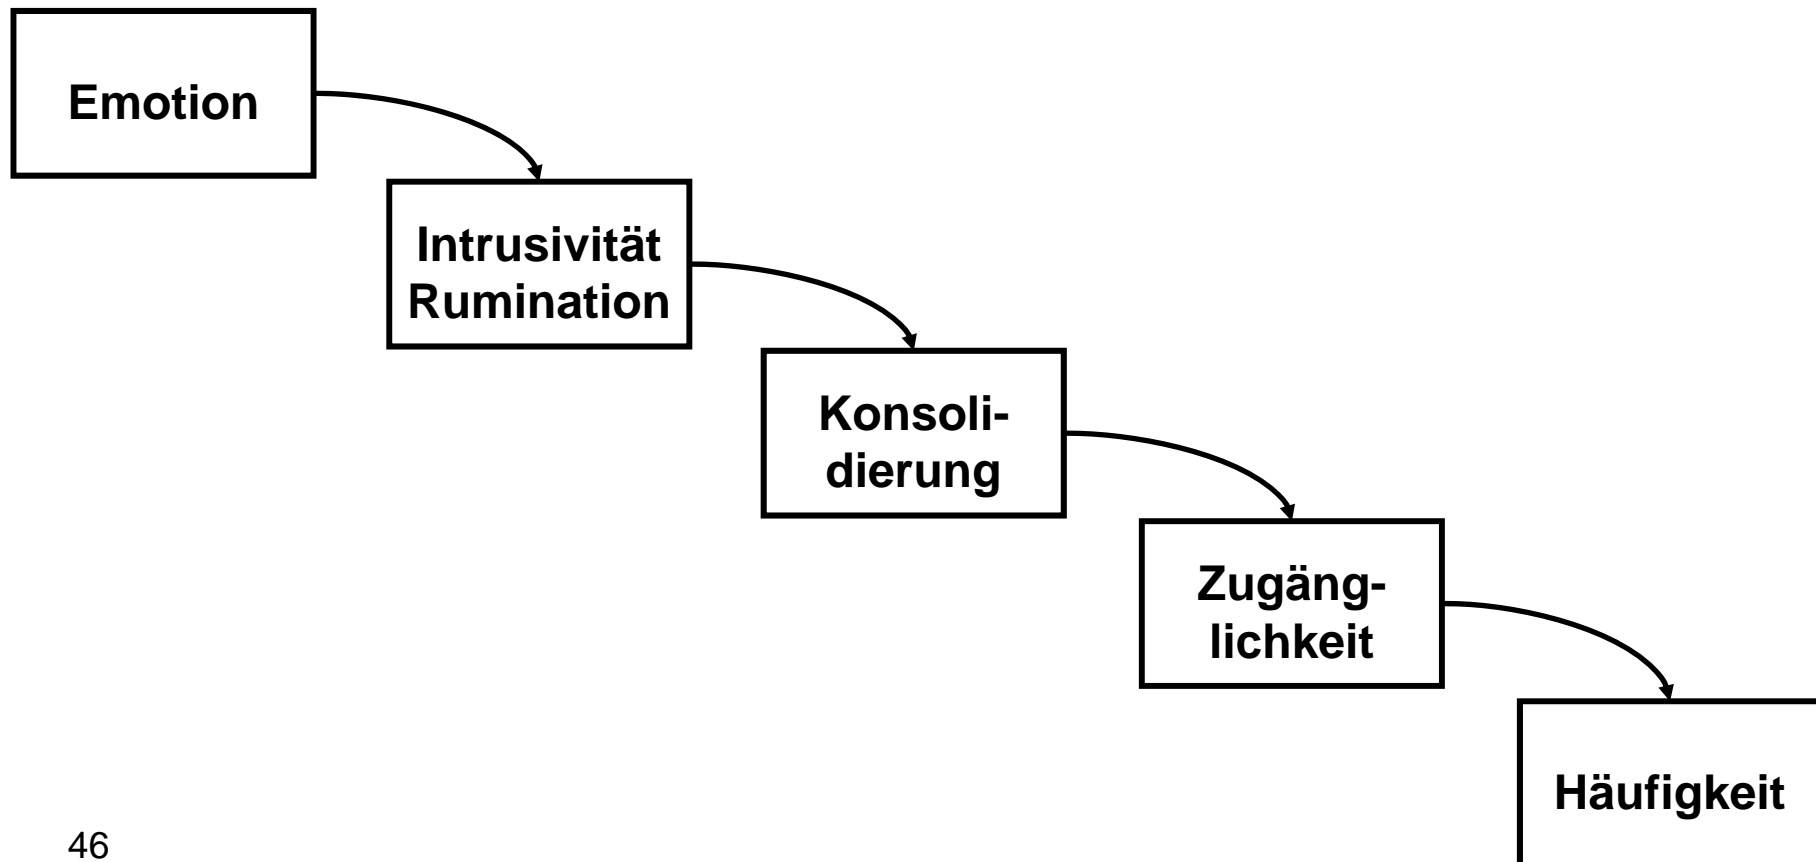 Emotion
Intrusivität
Rumination
Konsoli-
dierung
Zugäng-
lichkeit
Häufigkeit
46